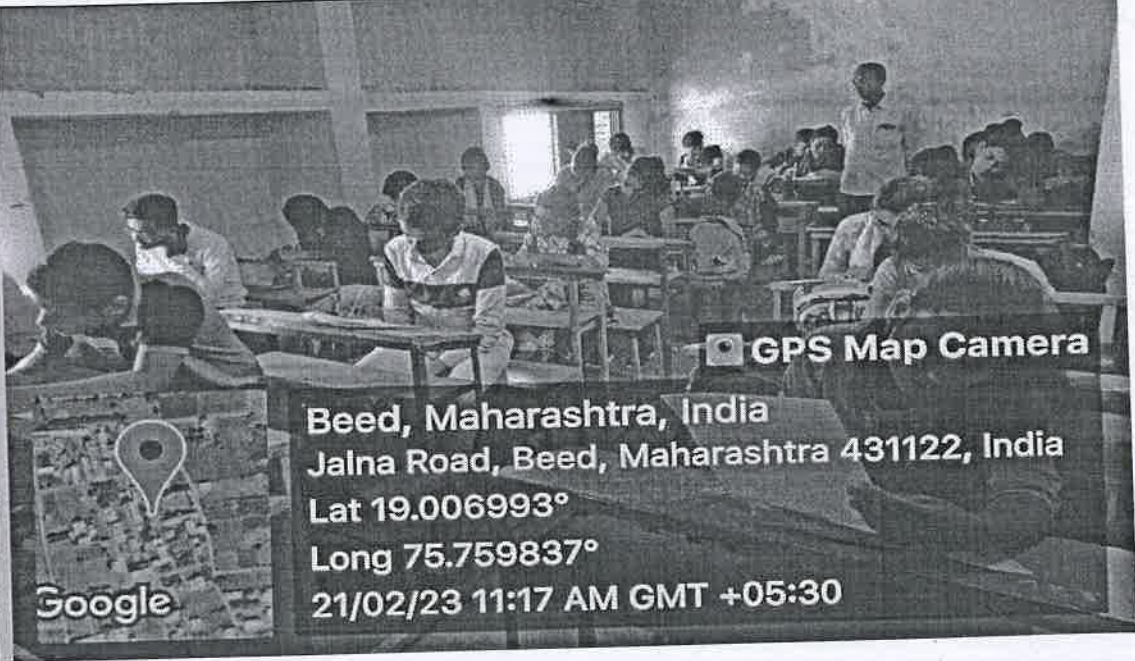 GPS Map Camera
Beed, Maharashtra, India
Jalna Road, Beed, Maharashtra 431122, India
Lat 19.006993°
Long 75.759837°
21/02/23 11:17 AM GMT +05:30
Google